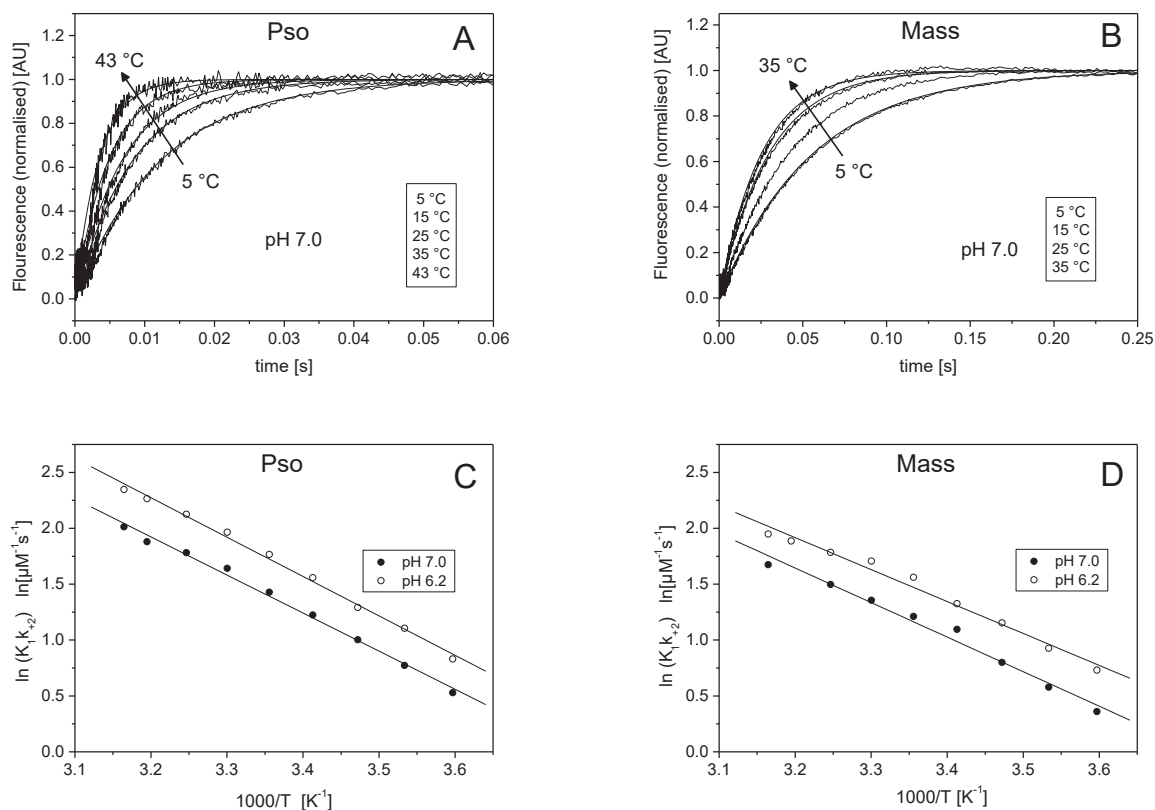 Pso
A
Flourescence (normalised) [AU]
1.2
1.0
0.8
0.6
0.4
0.2
0.0
43 °C
5 °C
pH 7.0
5 °C
15 °C
25 °C
35 °C
43 °C
0.00 0.01 0.02 0.03 0.04 0.05 0.06
time [s]
Mass
B
Fluorescence (normalised) [AU]
1.2
1.0
0.8
0.6
0.4
0.2
0.0
35 °C
5 °C
pH 7.0
5 °C
15 °C
25 °C
35 °C
0.00 0.05 0.10 0.15 0.20 0.25
time [s]
Pso
C
ln (K₁k₊₂) ln[µM⁻¹s⁻¹]
2.5
2.0
1.5
1.0
0.5
0.0
pH 7.0
pH 6.2
3.1 3.2 3.3 3.4 3.5 3.6
1000/T [K⁻¹]
Mass
D
ln (K₁k₊₂) ln[µM⁻¹s⁻¹]
2.5
2.0
1.5
1.0
0.5
0.0
pH 7.0
pH 6.2
3.1 3.2 3.3 3.4 3.5 3.6
1000/T [K⁻¹]